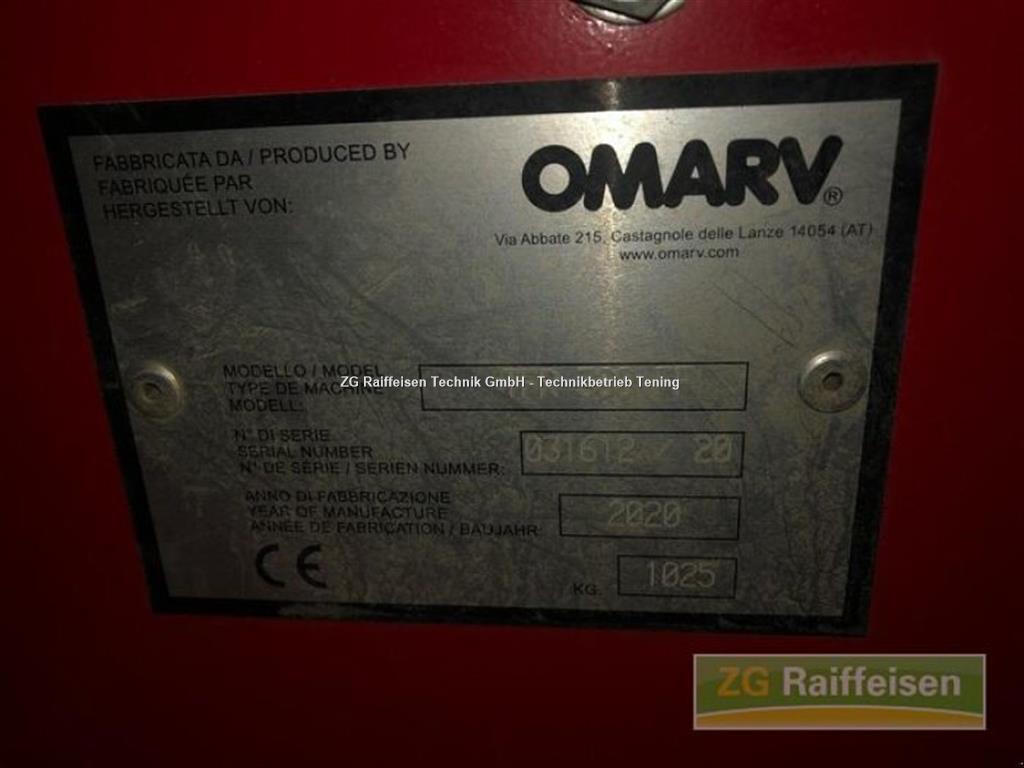 FABBRICATA DA / PRODUCED BY
FABRIQUÉE PAR
HERGESTELLT VON:
OMARV®
Via Abbate 215, Castagnole delle Lanze 14054 (AT)
www.omarv.com
MODELLO / MODEL
TYPE DE MACHINE
MODELL:
ZG Raiffeisen Technik GmbH - Technikbetrieb Tening
N° DI SERIE
SERIAL NUMBER
N° DE SÉRIE / SERIEN NUMMER: 031612 / 20
ANNO DI FABBRICAZIONE
YEAR OF MANUFACTURE
ANNÉE DE FABRICATION / BAUJAHR: 2020
CE
KG. 1025
ZG Raiffeisen